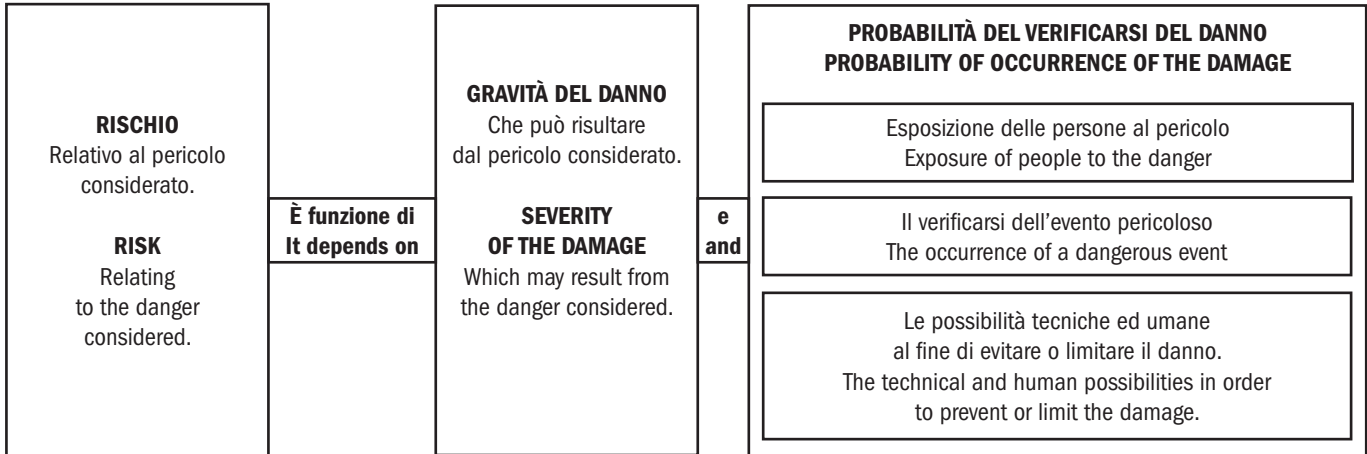 RISCHIO
Relativo al pericolo
considerato.
RISK
Relating
to the danger
considered.
È funzione di
It depends on
GRAVITÀ DEL DANNO
Che può risultare
dal pericolo considerato.
SEVERITY
OF THE DAMAGE
Which may result from
the danger considered.
e
and
PROBABILITÀ DEL VERIFICARSI DEL DANNO
PROBABILITY OF OCCURRENCE OF THE DAMAGE
Esposizione delle persone al pericolo
Exposure of people to the danger
Il verificarsi dell'evento pericoloso
The occurrence of a dangerous event
Le possibilità tecniche ed umane
al fine di evitare o limitare il danno.
The technical and human possibilities in order
to prevent or limit the damage.